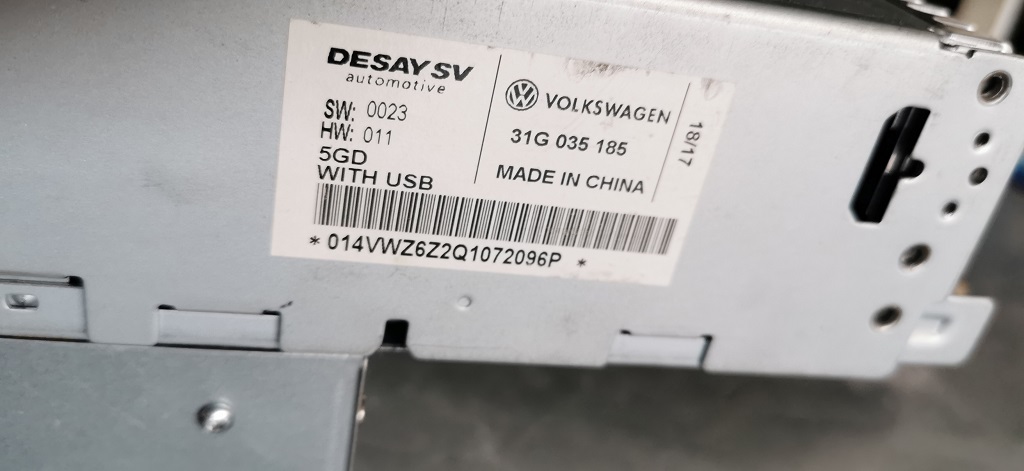 DESAY SV
automotive
SW: 0023
HW: 011
5GD
WITH USB
VOLKSWAGEN
31G 035 185
MADE IN CHINA
18/17
* 014VWZ6Z2Q1072096P *